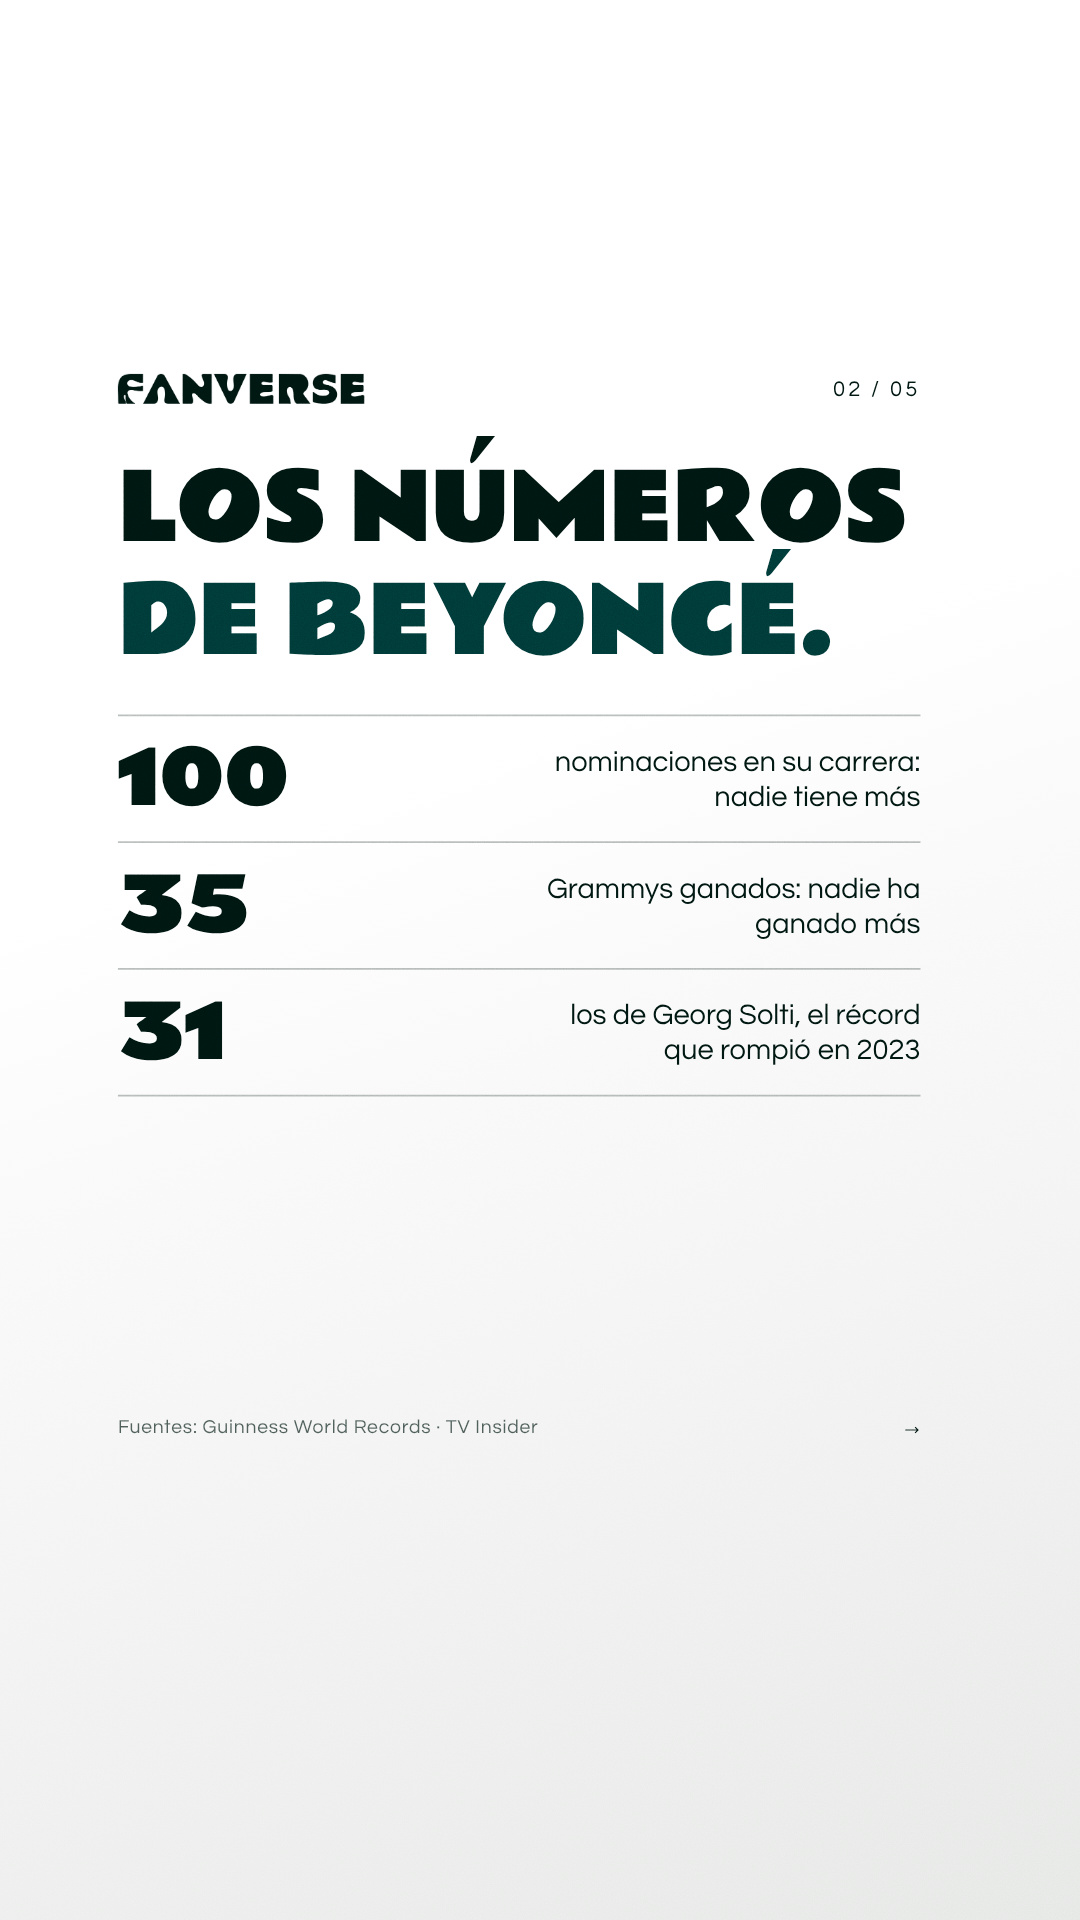 FANVERSE
02 / 05
LOS NÚMEROS
DE BEYONCÉ.
100
nominaciones en su carrera:
nadie tiene más
35
Grammys ganados: nadie ha
ganado más
31
los de Georg Solti, el récord
que rompió en 2023
Fuentes: Guinness World Records · TV Insider
→